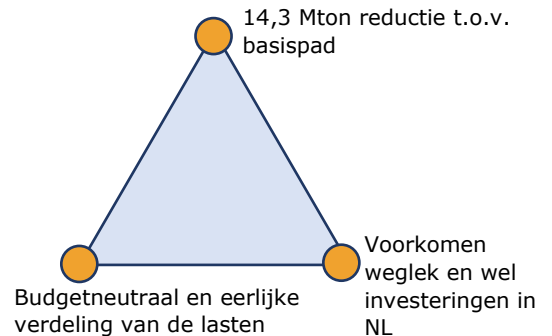 14,3 Mton reductie t.o.v.
basispad
Voorkomen
weglek en wel
investeringen in
NL
Budgetneutraal en eerlijke
verdeling van de lasten